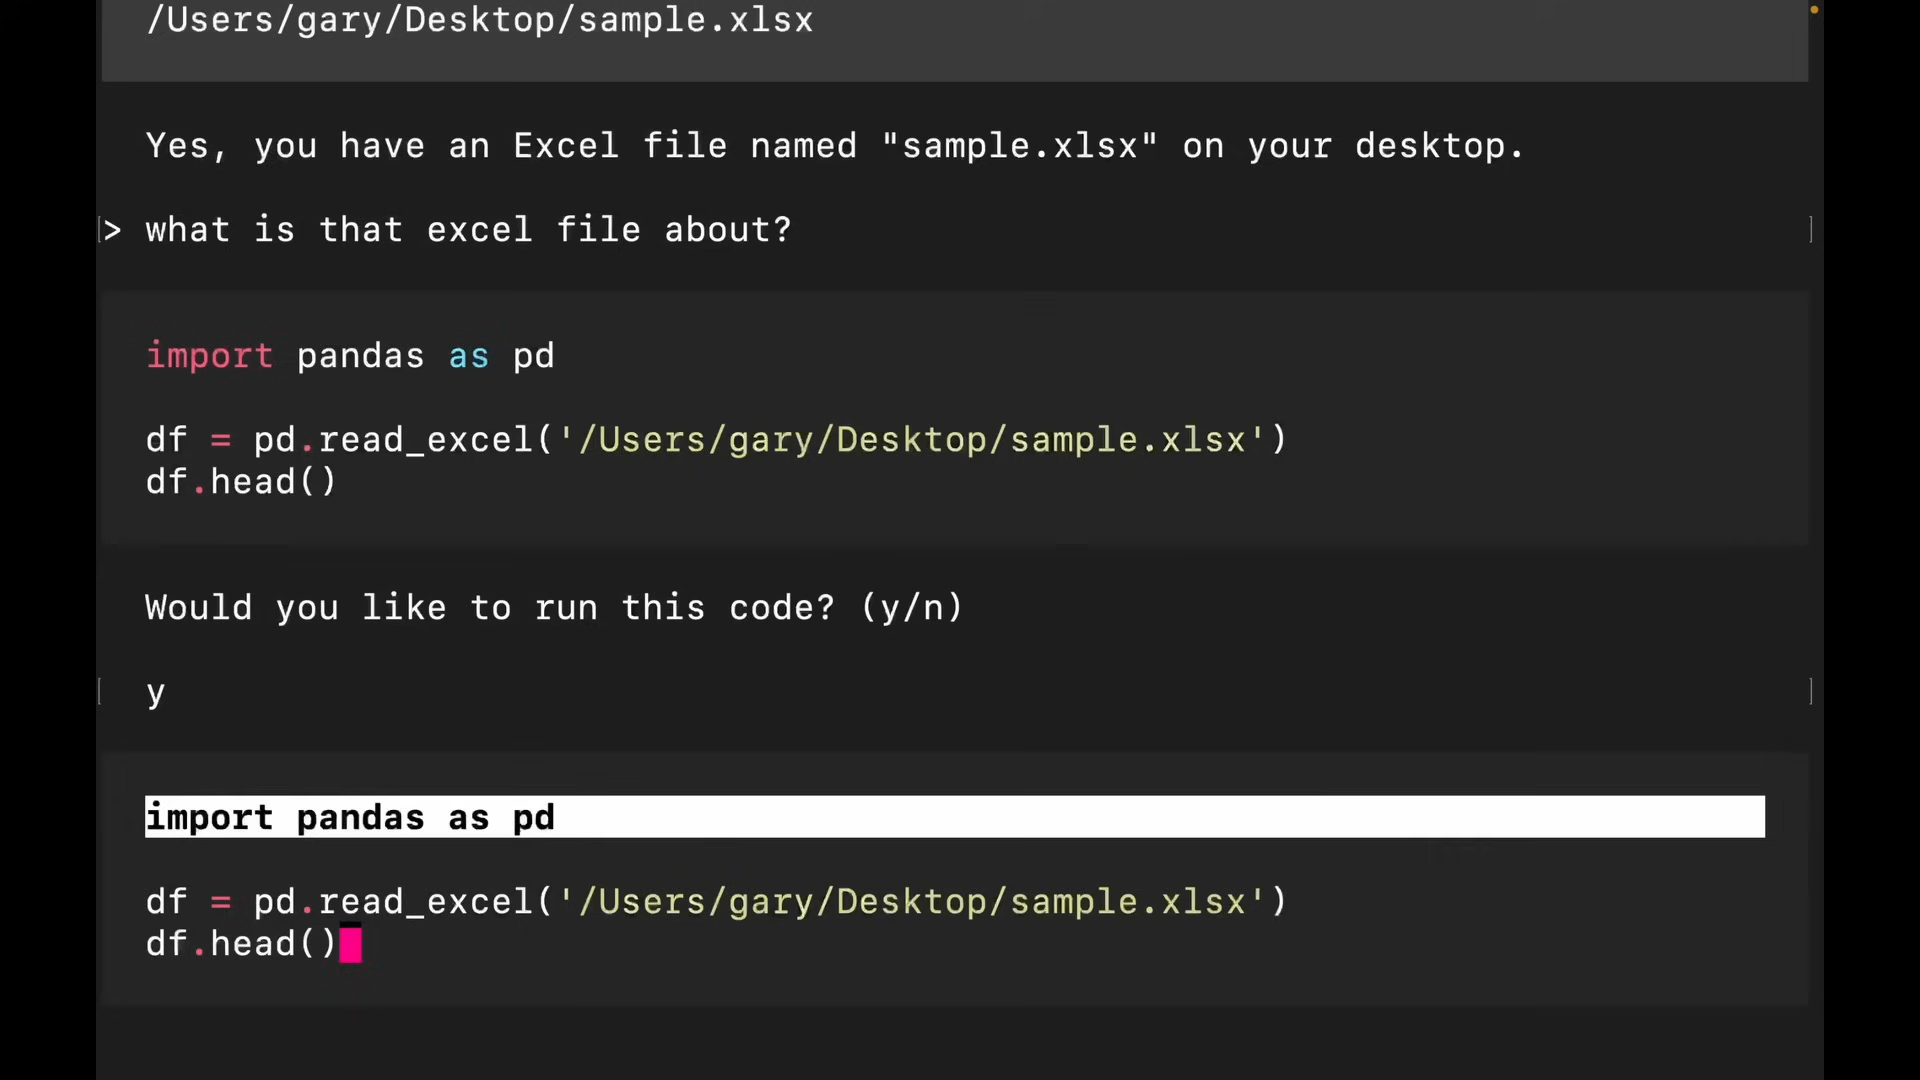 /Users/gary/Desktop/sample.xlsx
Yes, you have an Excel file named "sample.xlsx" on your desktop.
> what is that excel file about?
import pandas as pd
df = pd.read_excel('/Users/gary/Desktop/sample.xlsx')
df.head()
Would you like to run this code? (y/n)
y
import pandas as pd
df = pd.read_excel('/Users/gary/Desktop/sample.xlsx')
df.head()